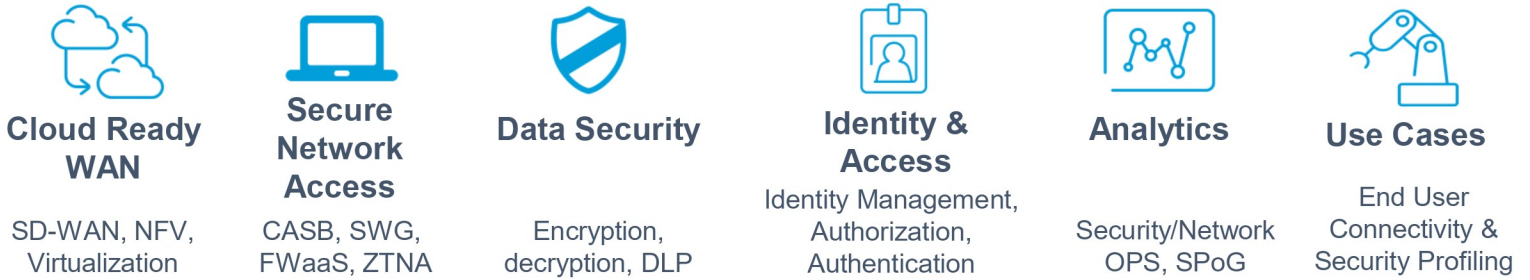 Cloud Ready
WAN
SD-WAN, NFV,
Virtualization
Secure
Network
Access
CASB, SWG,
FWaaS, ZTNA
Data Security
Encryption,
decryption, DLP
Identity &
Access
Identity Management,
Authorization,
Authentication
Analytics
Security/Network
OPS, SPoG
Use Cases
End User
Connectivity &
Security Profiling